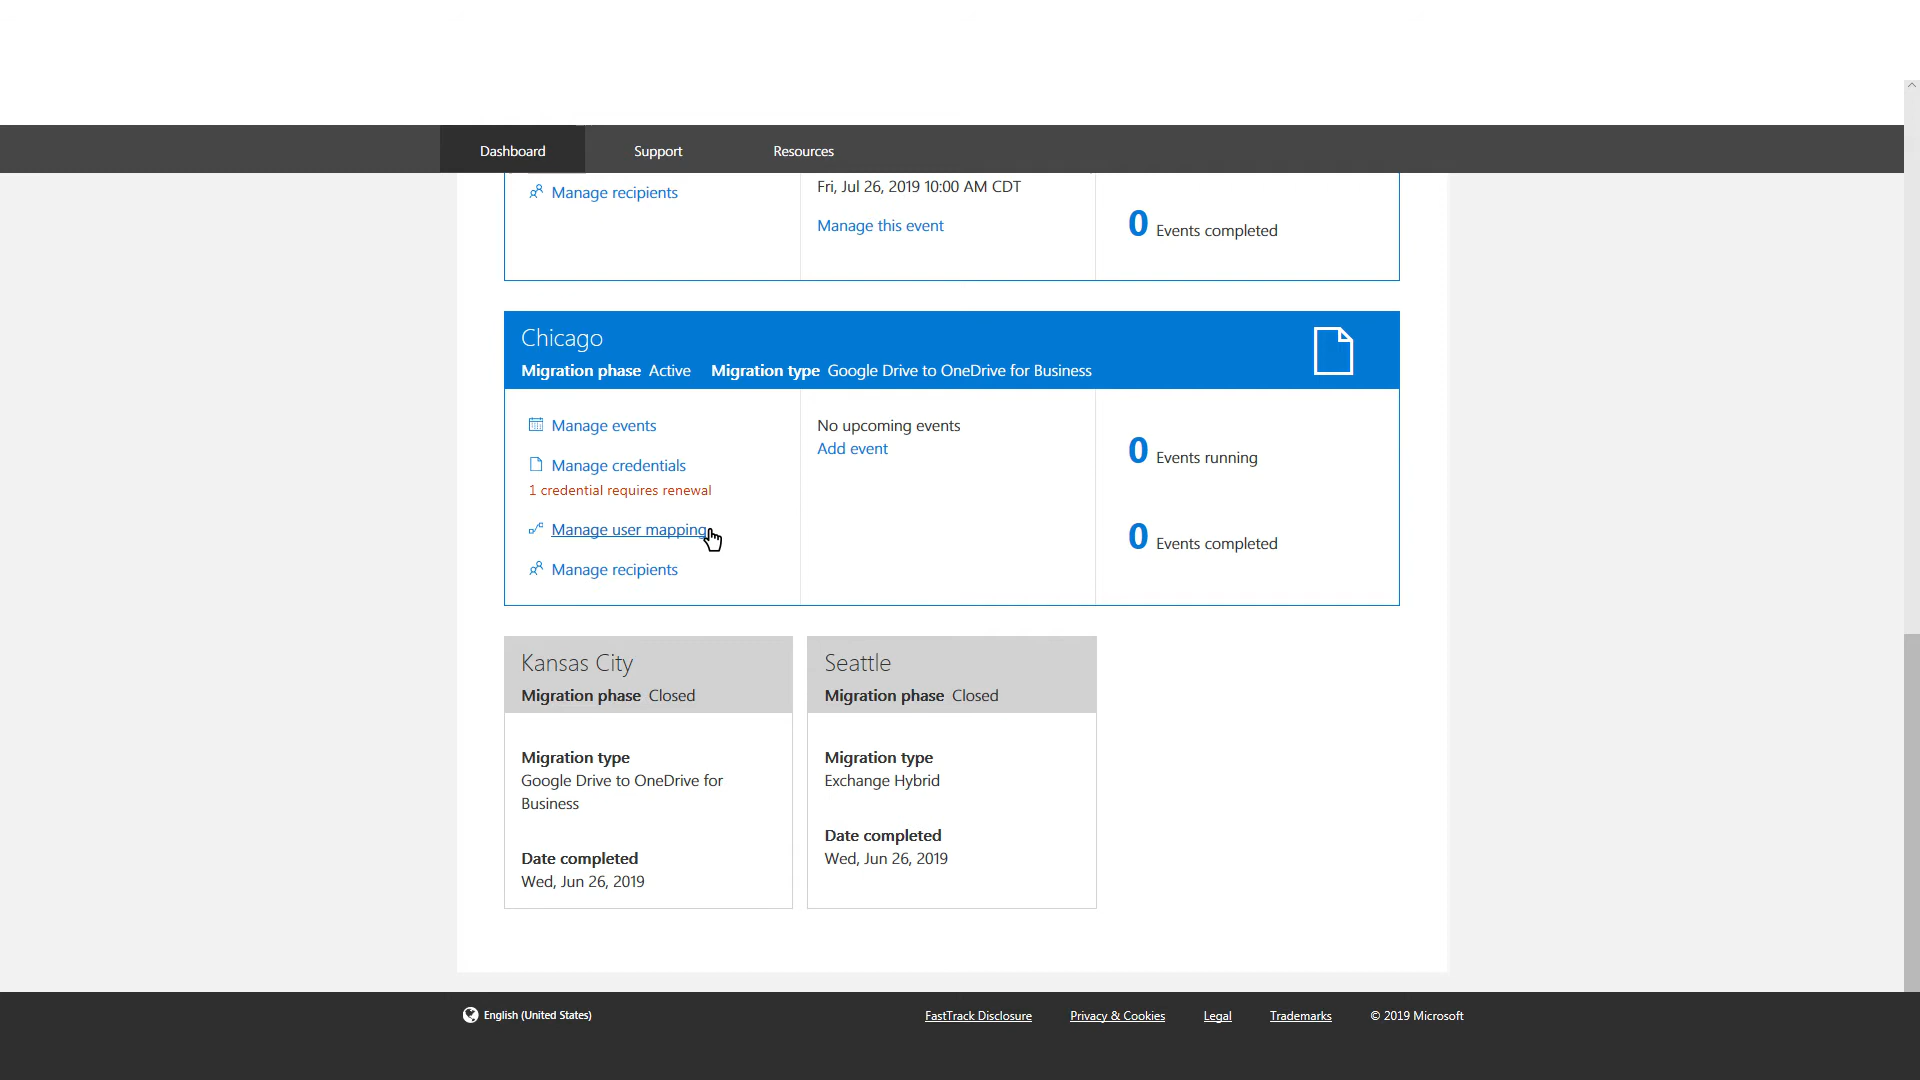 Dashboard
Support
Resources
Manage recipients
Fri, Jul 26, 2019 10:00 AM CDT
Manage this event
0 Events completed
Chicago
Migration phase Active Migration type Google Drive to OneDrive for Business
Manage events
Manage credentials
1 credential requires renewal
Manage user mapping
Manage recipients
No upcoming events
Add event
0 Events running
0 Events completed
Kansas City
Migration phase Closed
Migration type
Google Drive to OneDrive for
Business
Date completed
Wed, Jun 26, 2019
Seattle
Migration phase Closed
Migration type
Exchange Hybrid
Date completed
Wed, Jun 26, 2019
English (United States)
FastTrack Disclosure
Privacy & Cookies
Legal
Trademarks
© 2019 Microsoft